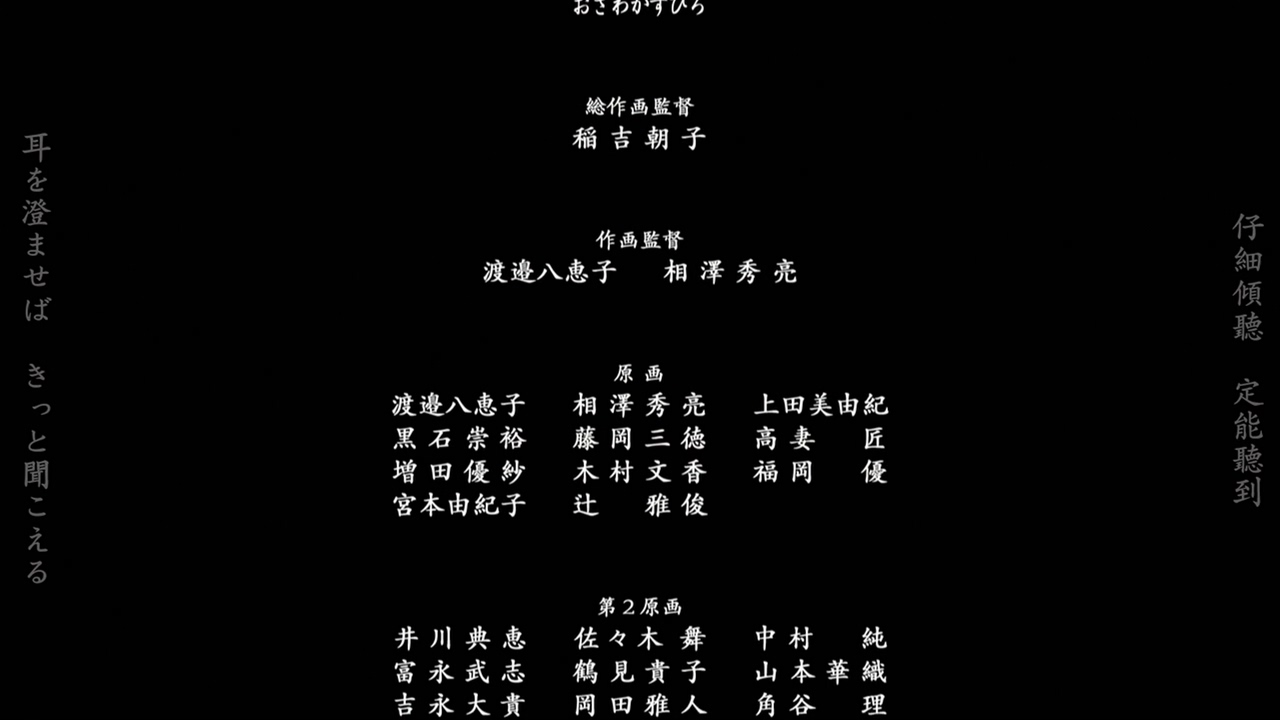 おさわかずひろ
総作画監督
稲吉朝子
作画監督
渡邉八恵子　相澤秀亮
原画
渡邉八恵子　相澤秀亮　上田美由紀
黒石崇裕　藤岡三徳　高妻　匠
増田優紗　木村文香　福岡　優
宮本由紀子　辻　雅俊
第２原画
井川典恵　佐々木舞　中村　純
富永武志　鶴見貴子　山本華織
吉永大貴　岡田雅人　角谷　理
耳を澄ませば　きっと聞こえる
仔細傾聽　定能聽到